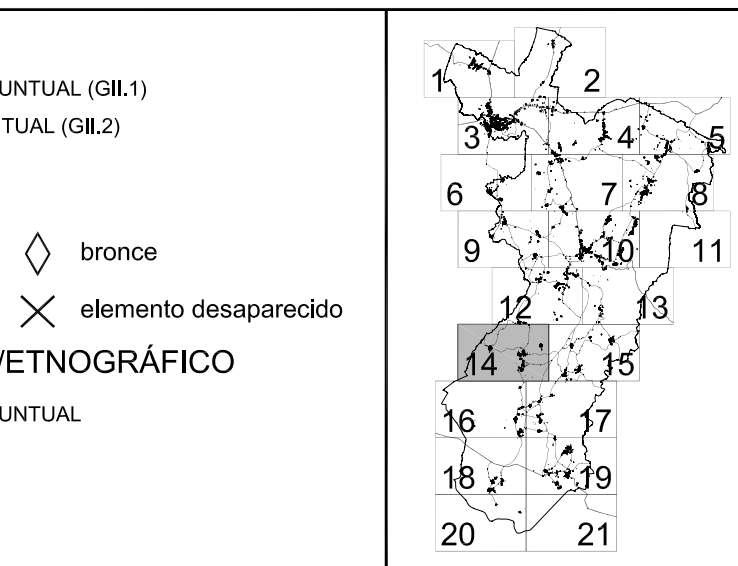 UNTUAL (GII.1)
TUAL (GII.2)
bronce
elemento desaparecido
/ETNOGRÁFICO
UNTUAL
1 2
3 4 5
6 7 8
9 10 11
12 13
14 15
16 17
18 19
20 21